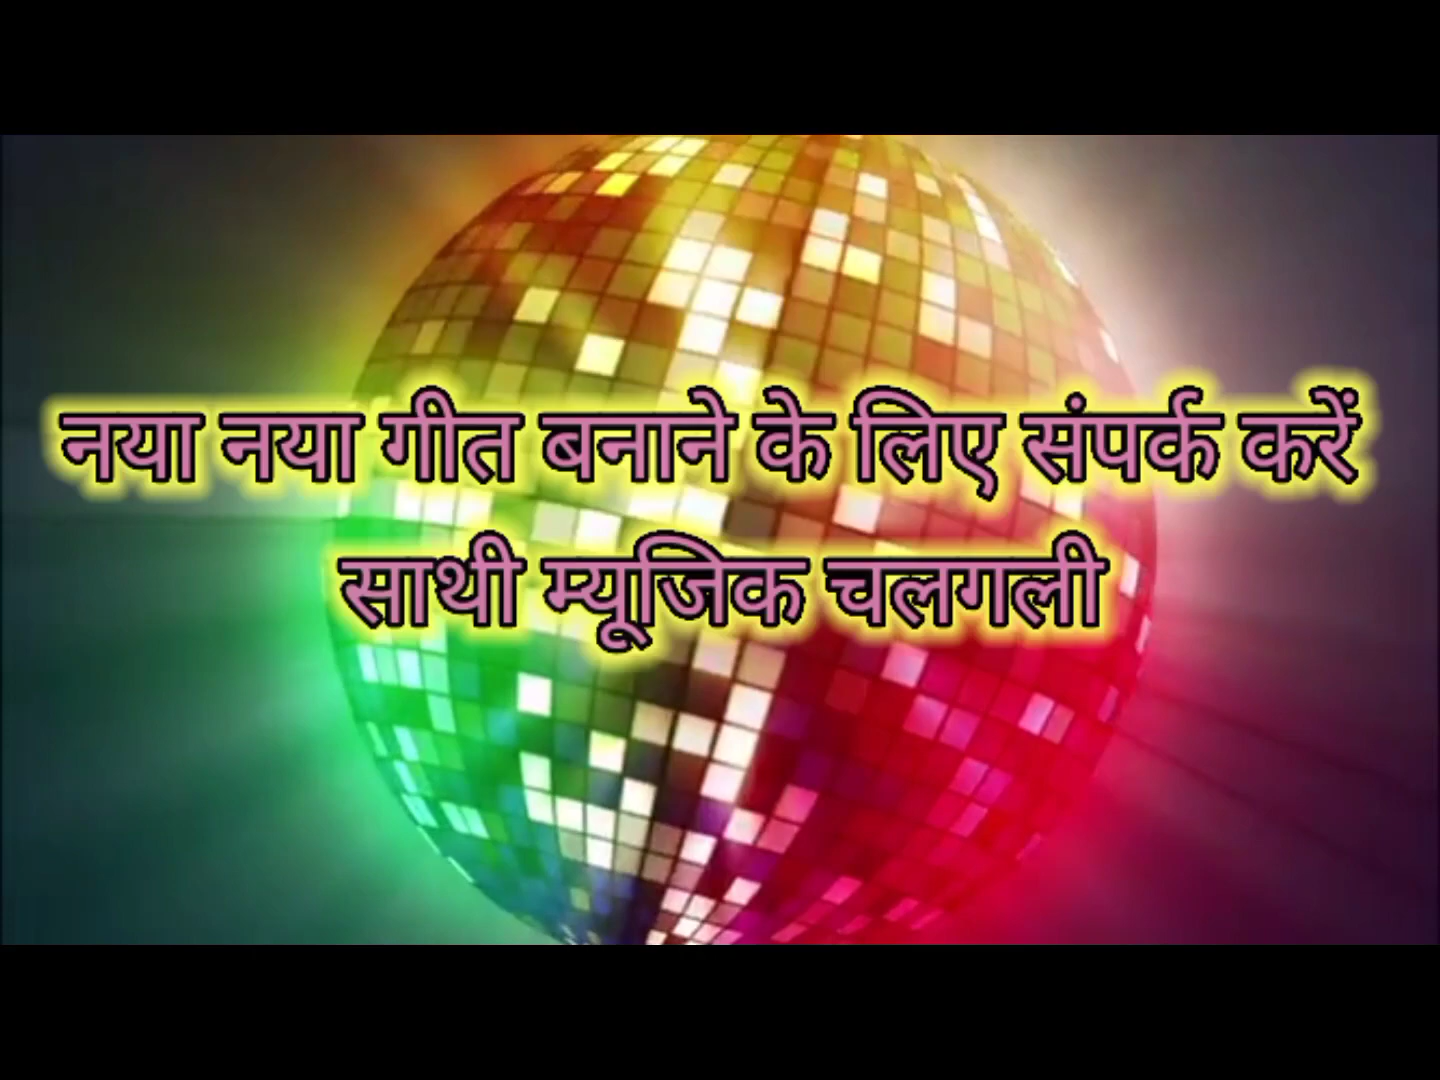 नया नया गीत बनाने के लिए संपर्क करें
साथी म्यूजिक चलगली